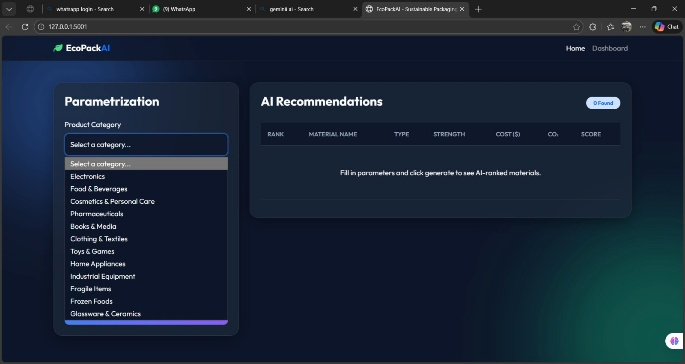 whatsapp login - Search
(9) WhatsApp
gemini ai - Search
EcoPackAI - Sustainable Packaging
127.0.0.1:5001
Chat
EcoPackAI
Home
Dashboard
Parametrization
Product Category
Select a category...
Select a category...
Electronics
Food & Beverages
Cosmetics & Personal Care
Pharmaceuticals
Books & Media
Clothing & Textiles
Toys & Games
Home Appliances
Industrial Equipment
Fragile Items
Frozen Foods
Glassware & Ceramics
AI Recommendations
0 Found
RANK MATERIAL NAME TYPE STRENGTH COST($) CO₂ SCORE
Fill in parameters and click generate to see AI-ranked materials.